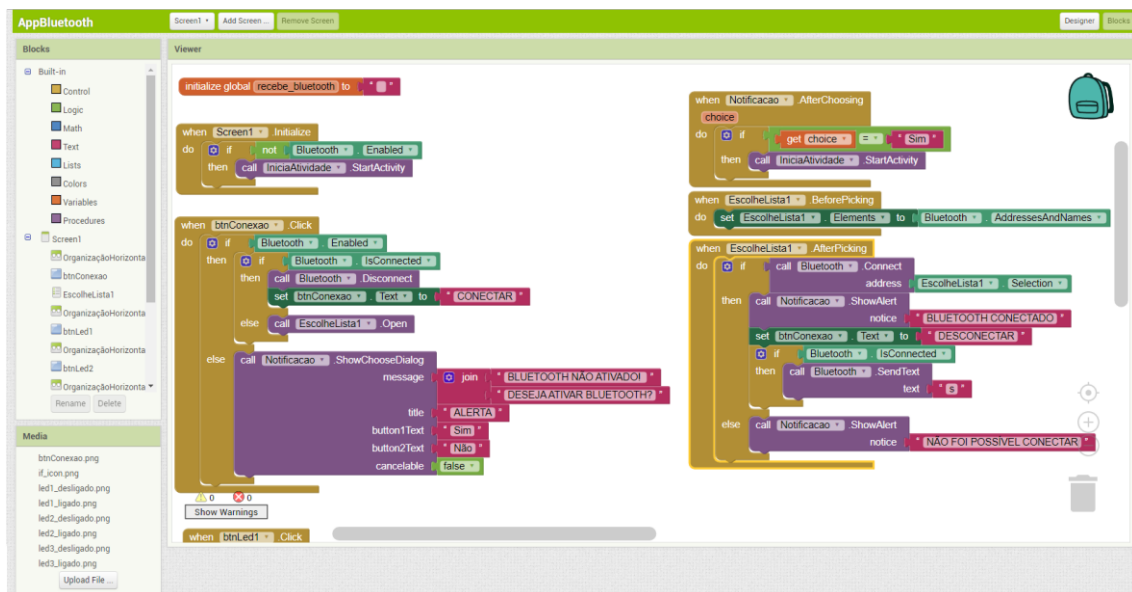 AppBluetooth
Screen1
Add Screen ...
Remove Screen
Designer
Blocks
Blocks
Built-in
Control
Logic
Math
Text
Lists
Colors
Variables
Procedures
Screen1
OrganizaçãoHorizonta
btnConexao
EscolheLista1
OrganizaçãoHorizonta
btnLed1
OrganizaçãoHorizonta
btnLed2
OrganizaçãoHorizonta
Rename
Delete
Media
btnConexao.png
if_icon.png
led1_desligado.png
led1_ligado.png
led2_desligado.png
led2_ligado.png
led3_desligado.png
led3_ligado.png
Upload File ...
Viewer
initialize global recebe_bluetooth to " "
when Screen1 .Initialize
do if not Bluetooth . Enabled
then call IniciaAtividade .StartActivity
when btnConexao .Click
do if Bluetooth . Enabled
then if Bluetooth . IsConnected
then call Bluetooth .Disconnect
set btnConexao . Text to " CONECTAR "
else call EscolheLista1 .Open
else call Notificacao .ShowChooseDialog
message join " BLUETOOTH NÃO ATIVADO! "
" DESEJA ATIVAR BLUETOOTH? "
title " ALERTA "
button1Text " Sim "
button2Text " Não "
cancelable false
0 0
Show Warnings
when btnLed1 .Click
when Notificacao .AfterChoosing
choice
do if get choice = " Sim "
then call IniciaAtividade .StartActivity
when EscolheLista1 .BeforePicking
do set EscolheLista1 . Elements to Bluetooth . AddressesAndNames
when EscolheLista1 .AfterPicking
do if call Bluetooth .Connect
address EscolheLista1 . Selection
then call Notificacao .ShowAlert
notice " BLUETOOTH CONECTADO "
set btnConexao . Text to " DESCONECTAR "
if Bluetooth . IsConnected
then call Bluetooth .SendText
text " s "
else call Notificacao .ShowAlert
notice " NÃO FOI POSSÍVEL CONECTAR "